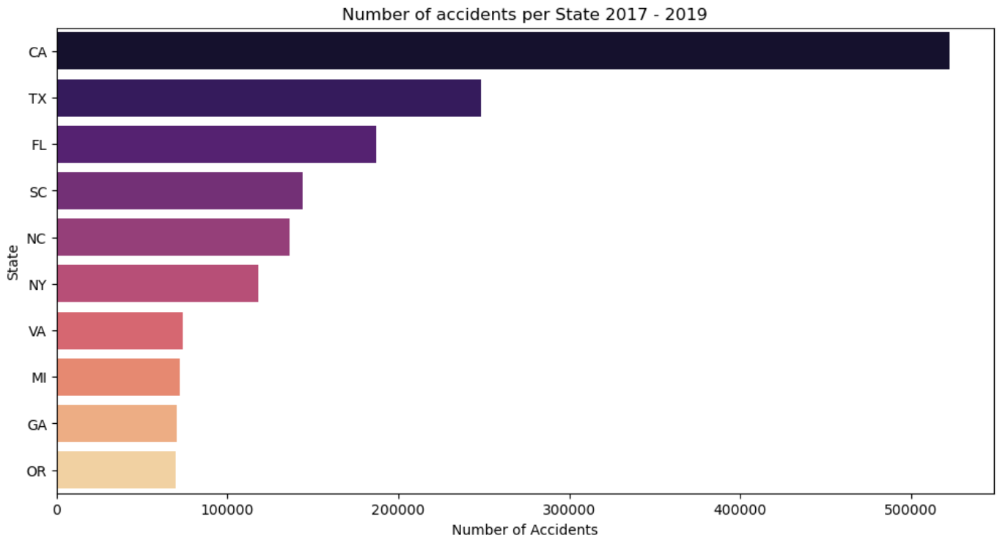 Number of accidents per State 2017 - 2019
CA
TX
FL
SC
NC
NY
VA
MI
GA
OR
State
0 100000 200000 300000 400000 500000
Number of Accidents